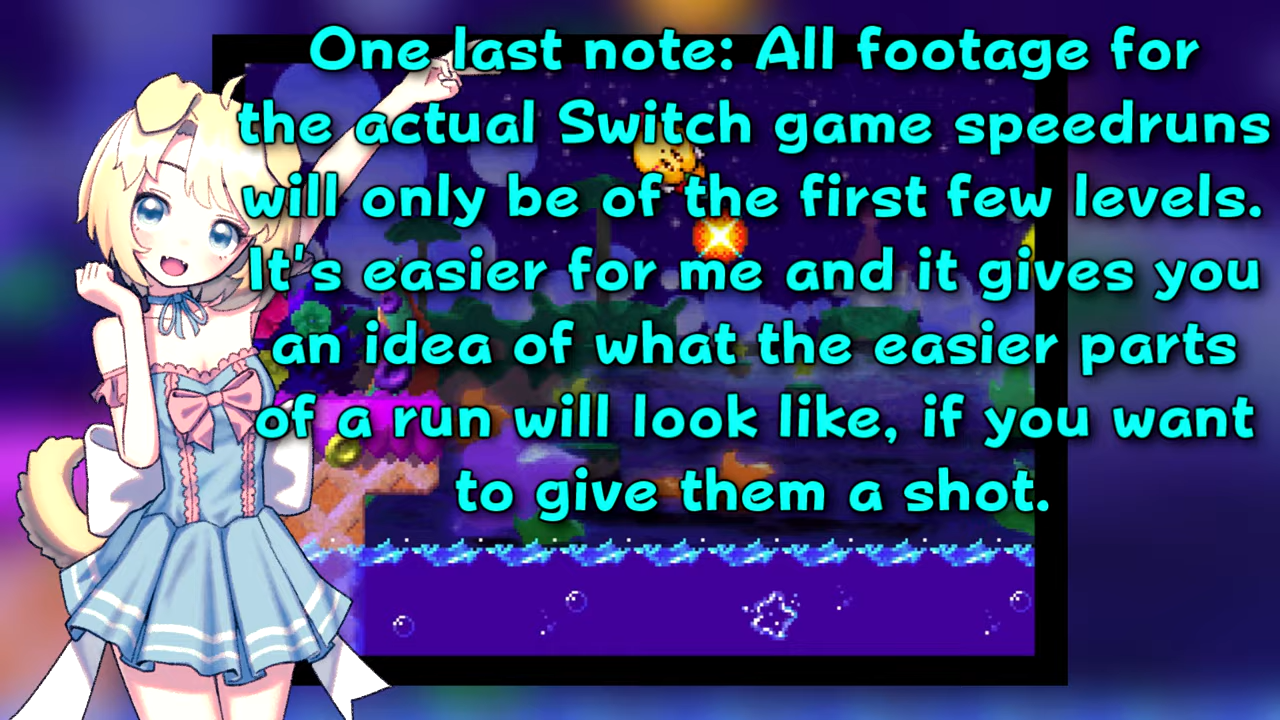 One last note: All footage for
the actual Switch game speedruns
will only be of the first few levels.
It's easier for me and it gives you
an idea of what the easier parts
of a run will look like, if you want
to give them a shot.